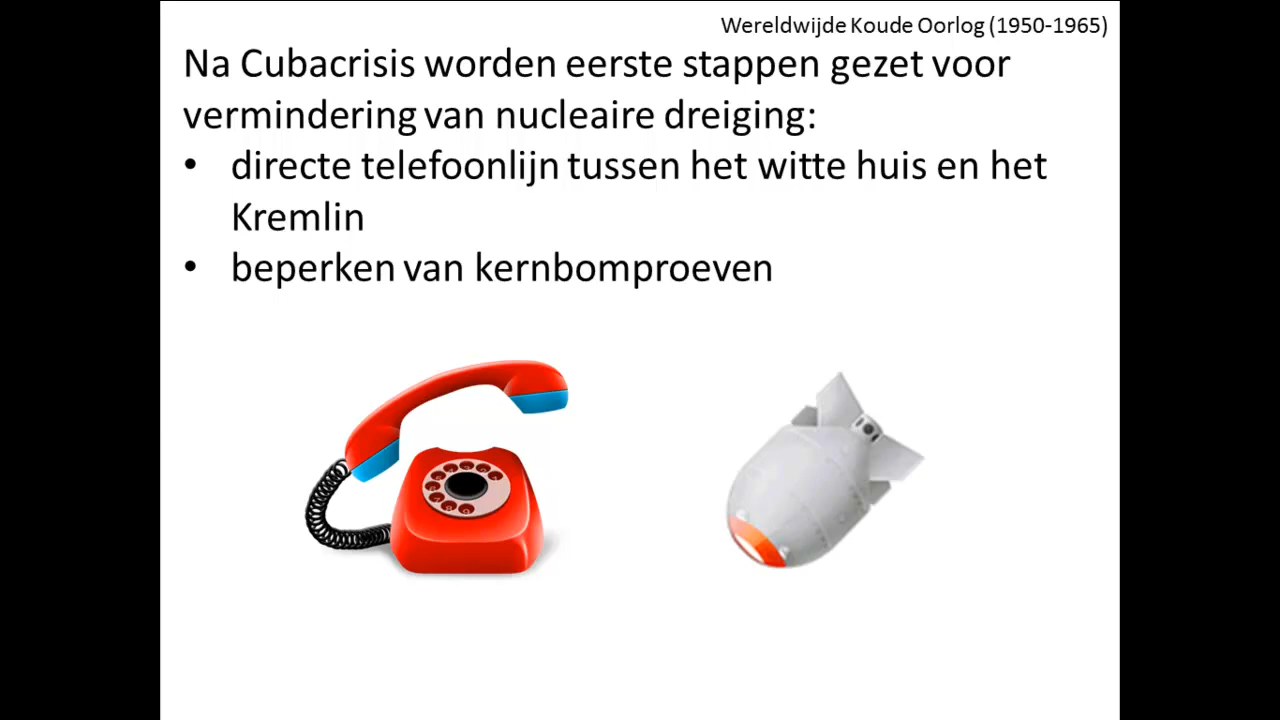 Wereldwijde Koude Oorlog (1950-1965)
Na Cubacrisis worden eerste stappen gezet voor
vermindering van nucleaire dreiging:
• directe telefoonlijn tussen het witte huis en het
Kremlin
• beperken van kernbomproeven